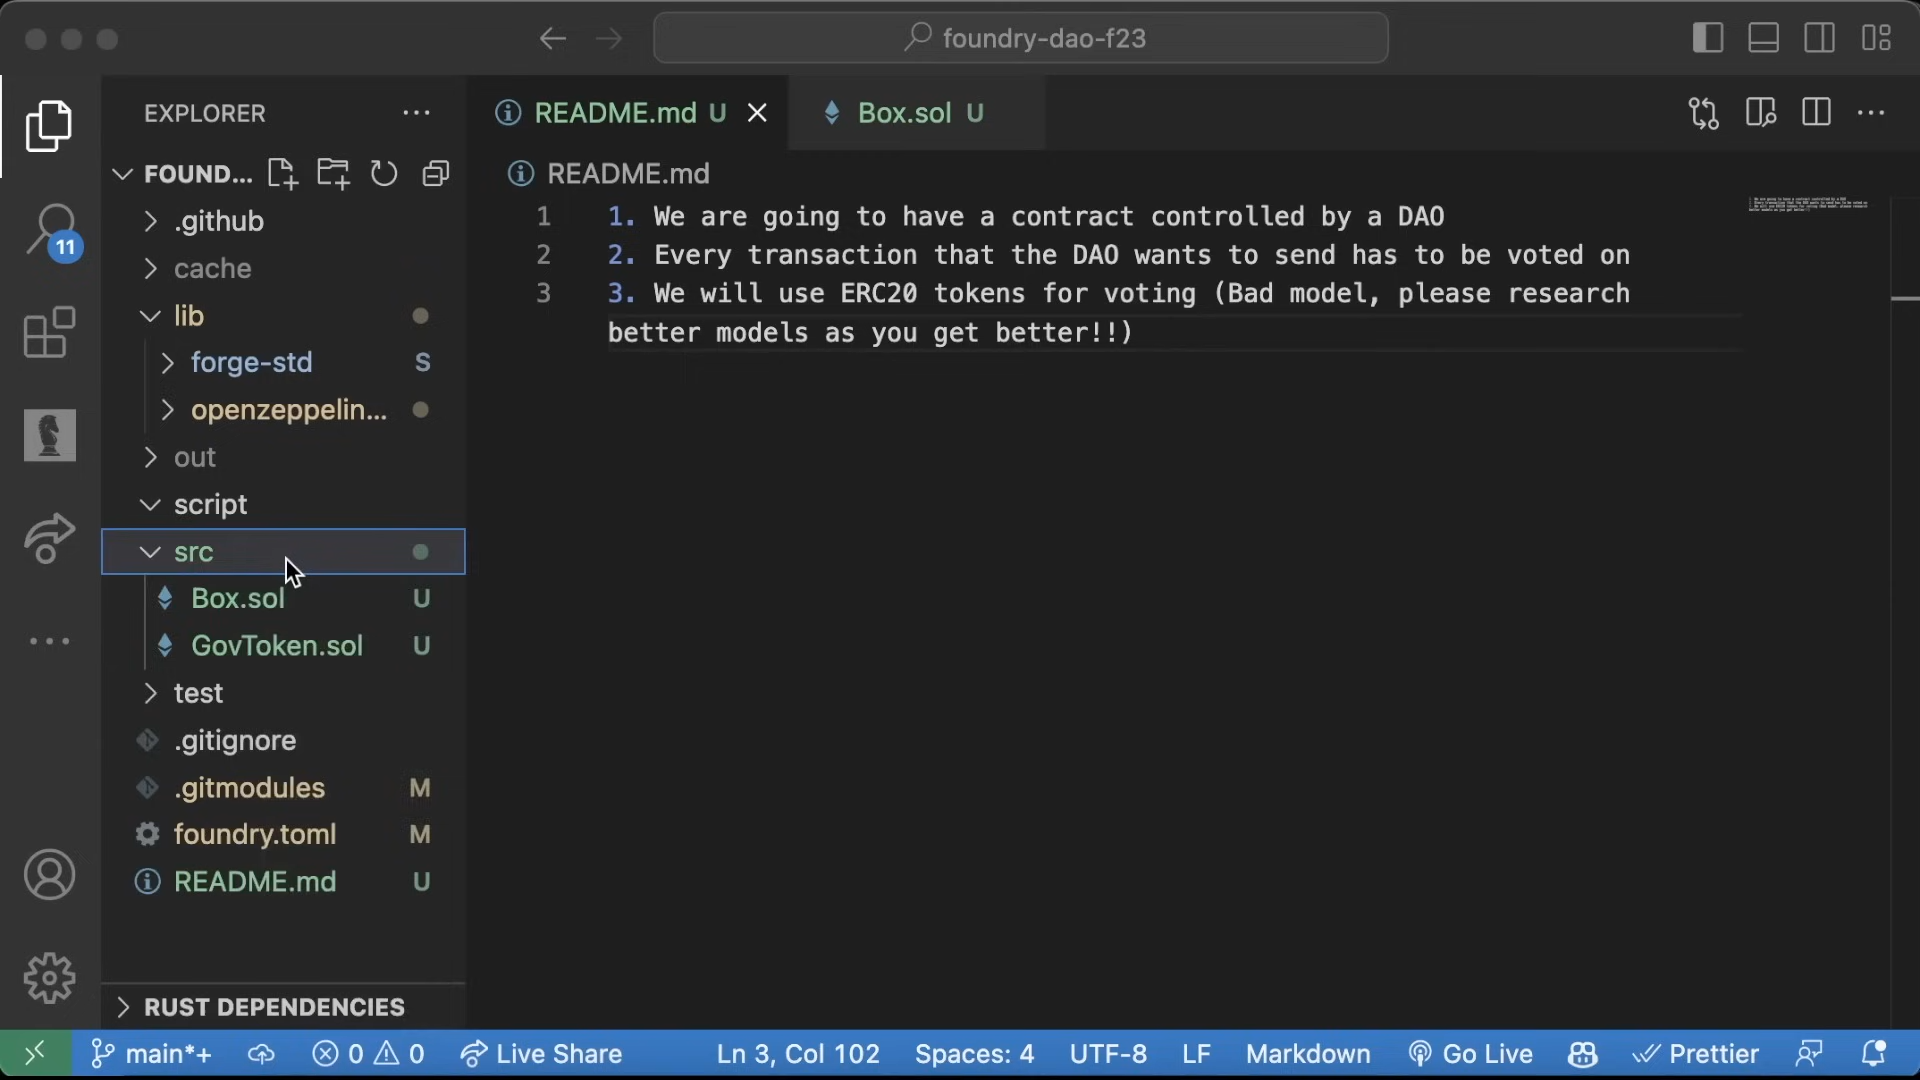 foundry-dao-f23
EXPLORER
README.md U
Box.sol U
FOUND...
README.md
.github
cache
lib
forge-std S
openzeppelin...
out
script
src
Box.sol U
GovToken.sol U
test
.gitignore
.gitmodules M
foundry.toml M
README.md U
RUST DEPENDENCIES
11
1 1. We are going to have a contract controlled by a DAO
2 2. Every transaction that the DAO wants to send has to be voted on
3 3. We will use ERC20 tokens for voting (Bad model, please research
better models as you get better!!)
main*+ 0 0 Live Share Ln 3, Col 102 Spaces: 4 UTF-8 LF Markdown Go Live Prettier